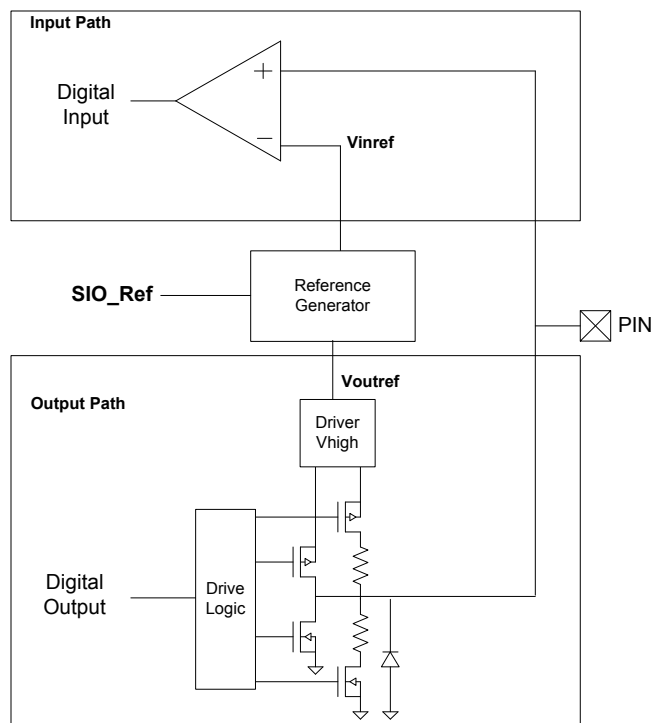 Input Path
+
Digital
Input
−
Vinref
SIO_Ref
Reference
Generator
PIN
Voutref
Output Path
Driver
Vhigh
Digital
Output
Drive
Logic